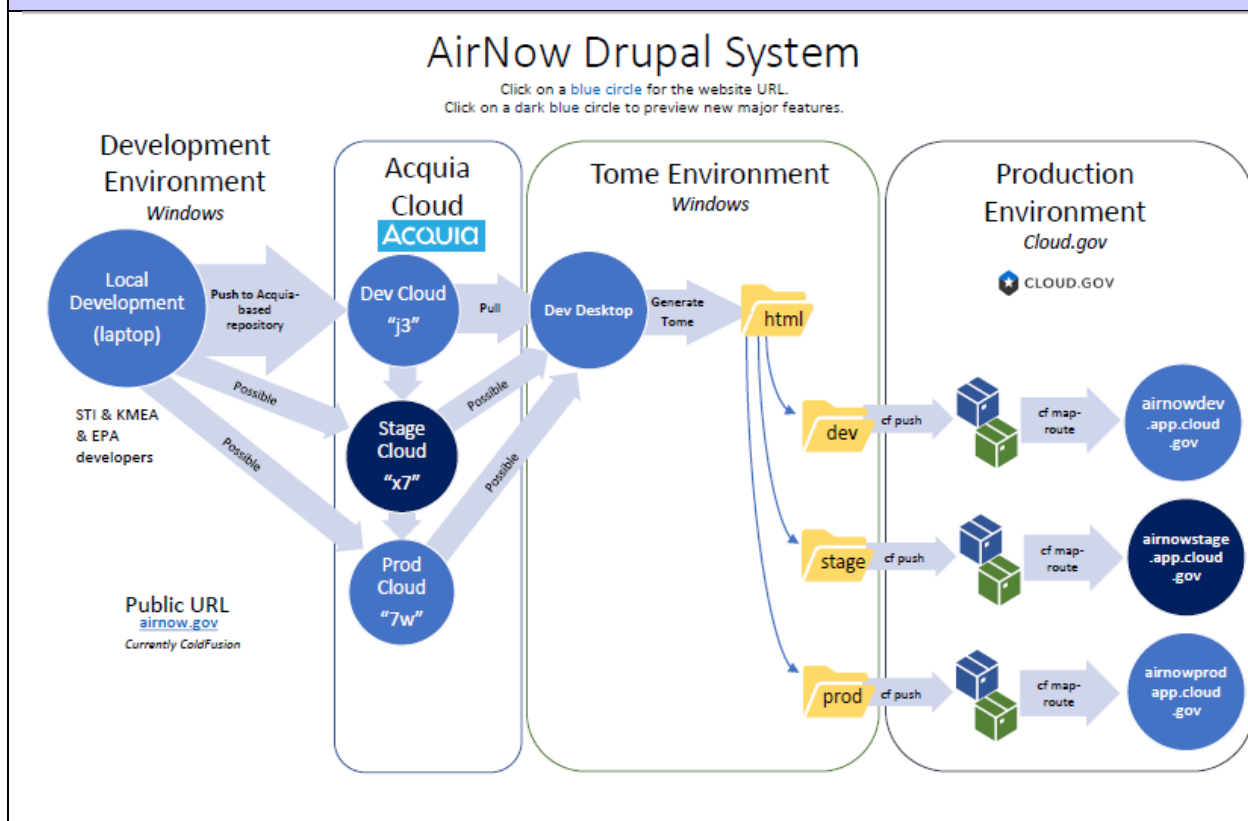 AirNow Drupal System
Click on a blue circle for the website URL.
Click on a dark blue circle to preview new major features.
Development
Environment
Windows
Local
Development
(laptop)
Push to Acquia-
based
repository
Possible
Possible
STI & KMEA
& EPA
developers
Public URL
airnow.gov
Currently ColdFusion
Acquia
Cloud
ACQUIA
Dev Cloud
“j3”
Stage
Cloud
“x7”
Prod
Cloud
“7w”
Pull
Possible
Possible
Tome Environment
Windows
Dev Desktop
Generate
Tome
html
dev
stage
prod
cf push
cf push
cf push
Production
Environment
Cloud.gov
CLOUD.GOV
cf map-
route
airnowdev
.app.cloud
.gov
cf map-
route
airnowstage
.app.cloud
.gov
cf map-
route
airnowprod
app.cloud
.gov